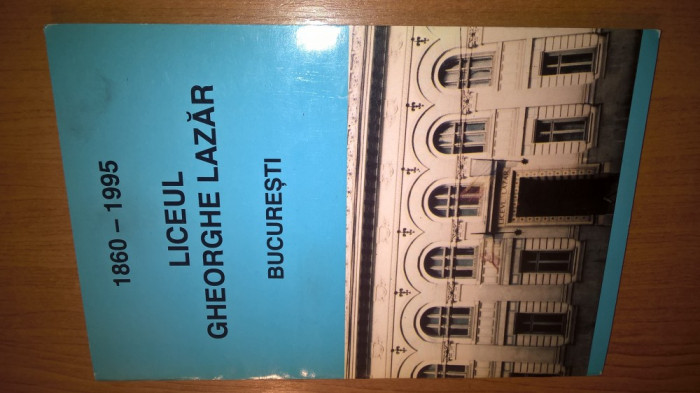 1860 – 1995
LICEUL
GHEORGHE LAZĂR
BUCUREȘTI